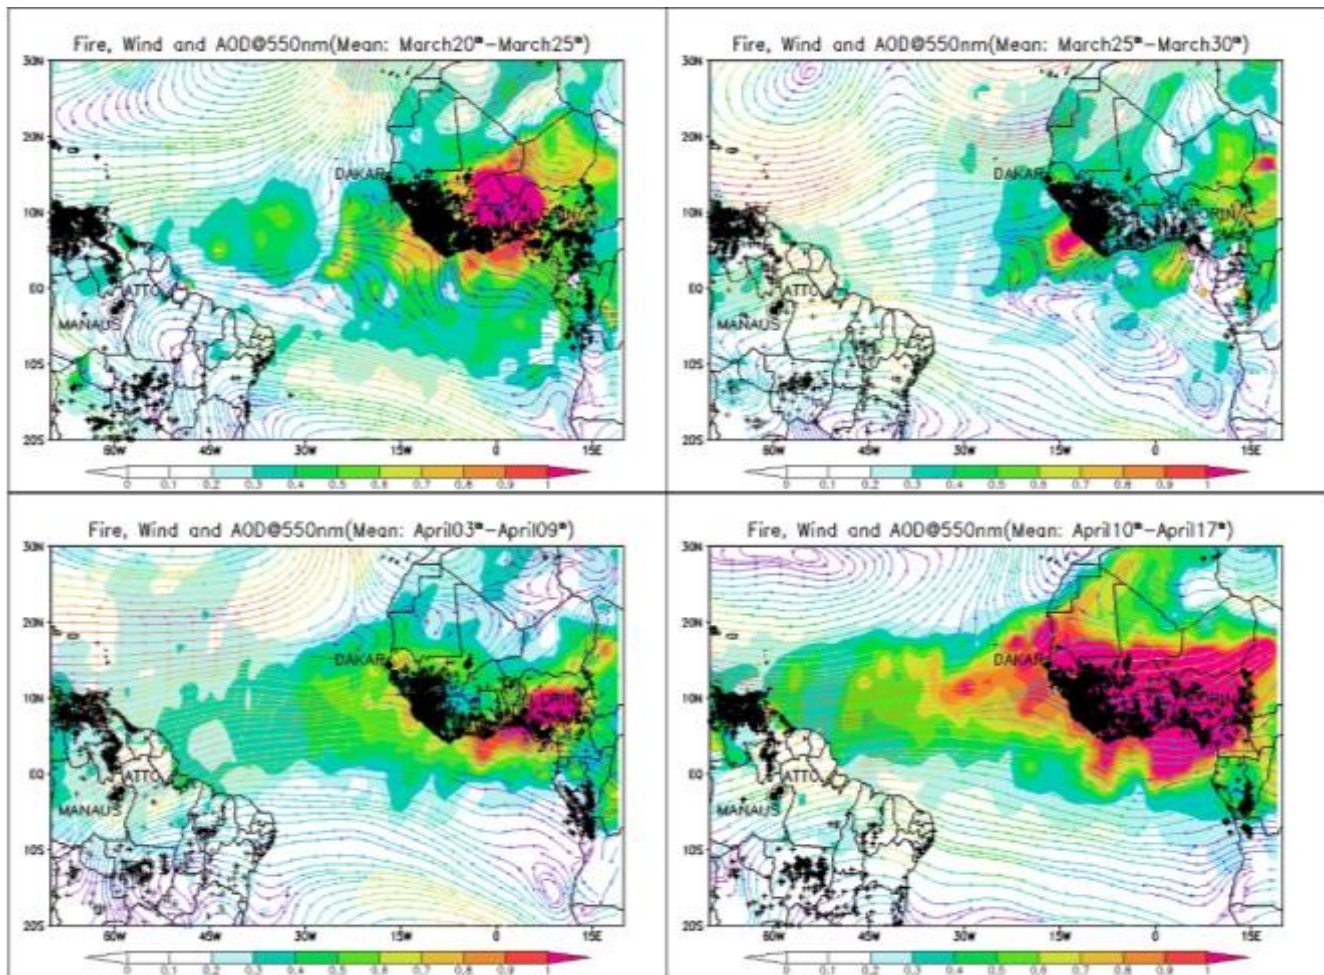 Fire, Wind and AOD@550nm(Mean: March20ᵗʰ-March25ᵗʰ)
30N
20N
DAKAR
10N
EQ
ATTO
MANAUS
10S
20S
60W 45W 30W 15W 0 15E
0 0.1 0.2 0.3 0.4 0.5 0.6 0.7 0.8 0.9 1
Fire, Wind and AOD@550nm(Mean: March25ᵗʰ-March30ᵗʰ)
30N
20N
DAKAR
10N
EQ
ATTO
MANAUS
10S
20S
60W 45W 30W 15W 0 15E
0 0.1 0.2 0.3 0.4 0.5 0.6 0.7 0.8 0.9 1
Fire, Wind and AOD@550nm(Mean: April03ᵗʰ-April09ᵗʰ)
30N
20N
DAKAR
10N
EQ
ATTO
MANAUS
10S
20S
60W 45W 30W 15W 0 15E
0 0.1 0.2 0.3 0.4 0.5 0.6 0.7 0.8 0.9 1
Fire, Wind and AOD@550nm(Mean: April10ᵗʰ-April17ᵗʰ)
30N
20N
DAKAR
10N
EQ
ATTO
MANAUS
10S
20S
60W 45W 30W 15W 0 15E
0 0.1 0.2 0.3 0.4 0.5 0.6 0.7 0.8 0.9 1